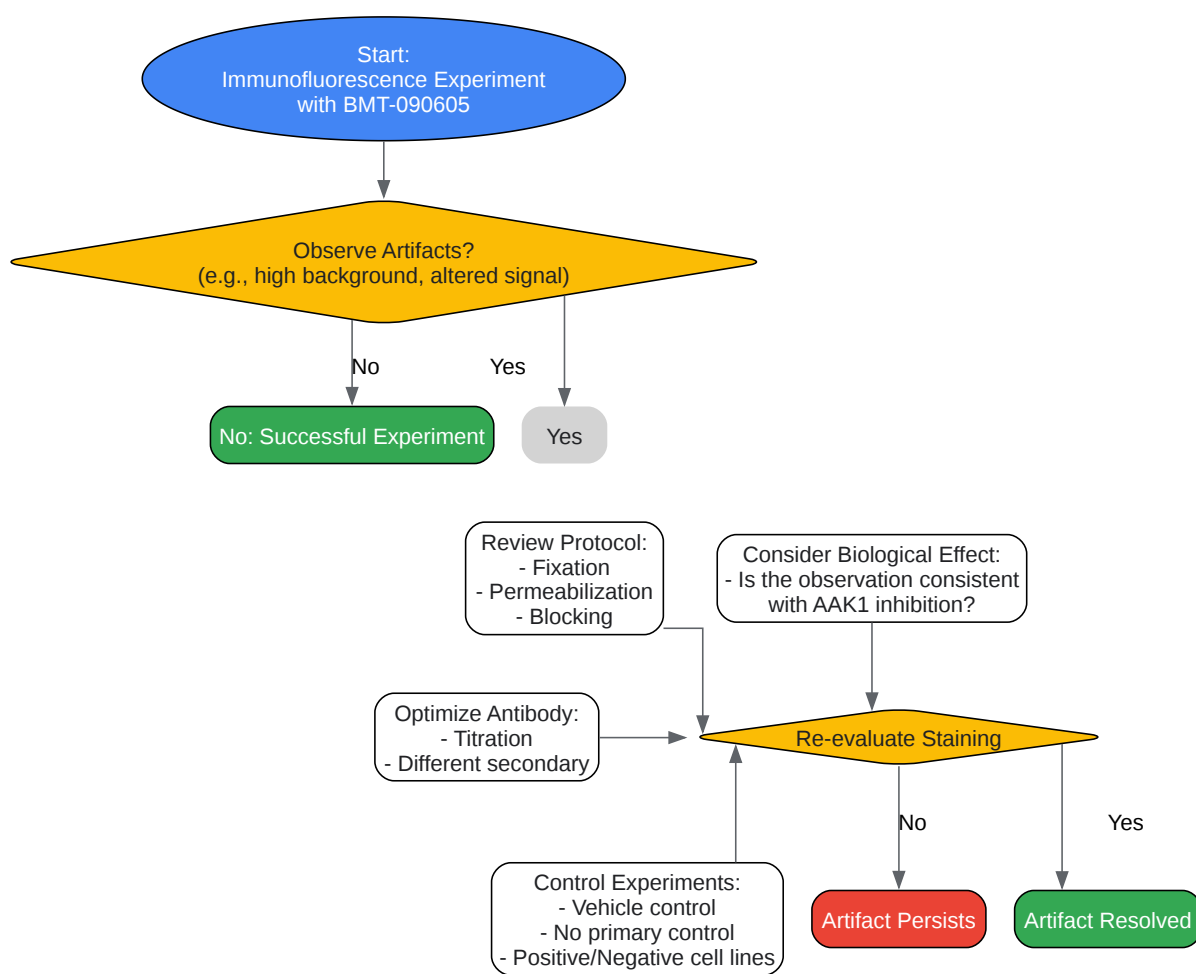 Start:
Immunofluorescence Experiment
with BMT-090605
Observe Artifacts?
(e.g., high background, altered signal)
No
Yes
No: Successful Experiment
Yes
Review Protocol:
- Fixation
- Permeabilization
- Blocking
Consider Biological Effect:
- Is the observation consistent
with AAK1 inhibition?
Optimize Antibody:
- Titration
- Different secondary
Re-evaluate Staining
No
Yes
Control Experiments:
- Vehicle control
- No primary control
- Positive/Negative cell lines
Artifact Persists
Artifact Resolved